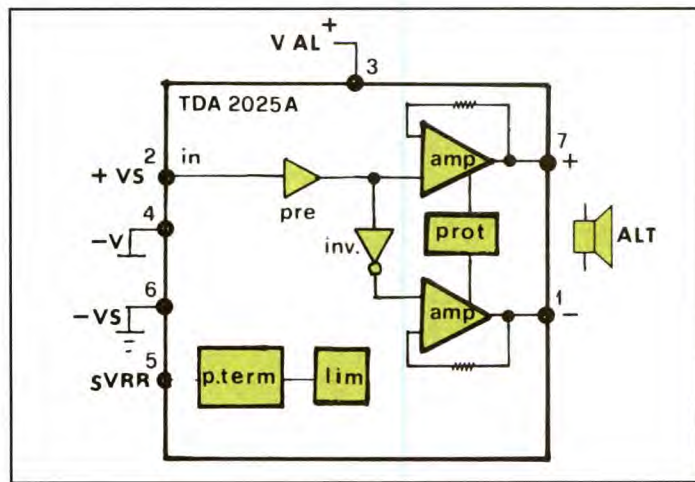 V AL +
3
TDA 2025A
2
in
+ VS
pre
amp
7
+
4
-V
inv.
prot
ALT
6
-VS
amp
1
-
5
SVRR
p.term
lim